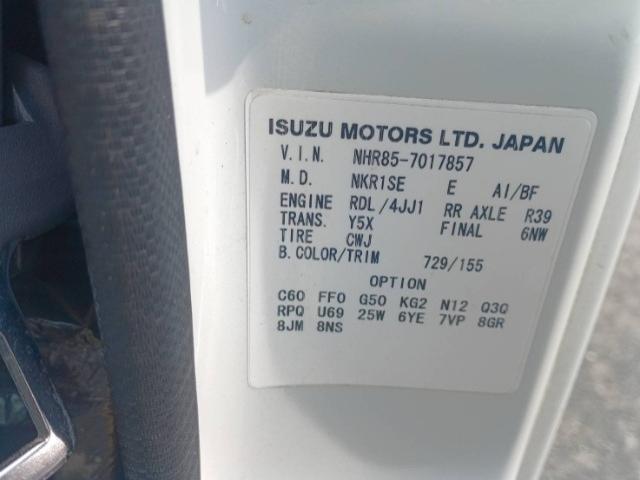 ISUZU MOTORS LTD. JAPAN
V.I.N. NHR85-7017857
M.D. NKR1SE E AI/BF
ENGINE RDL/4JJ1 RR AXLE R39
TRANS. Y5X FINAL 6NW
TIRE CWJ
B.COLOR/TRIM 729/155
OPTION
C60 FF0 G50 KG2 N12 Q3Q
RPQ U69 25W 6YE 7VP 8GR
8JM 8NS